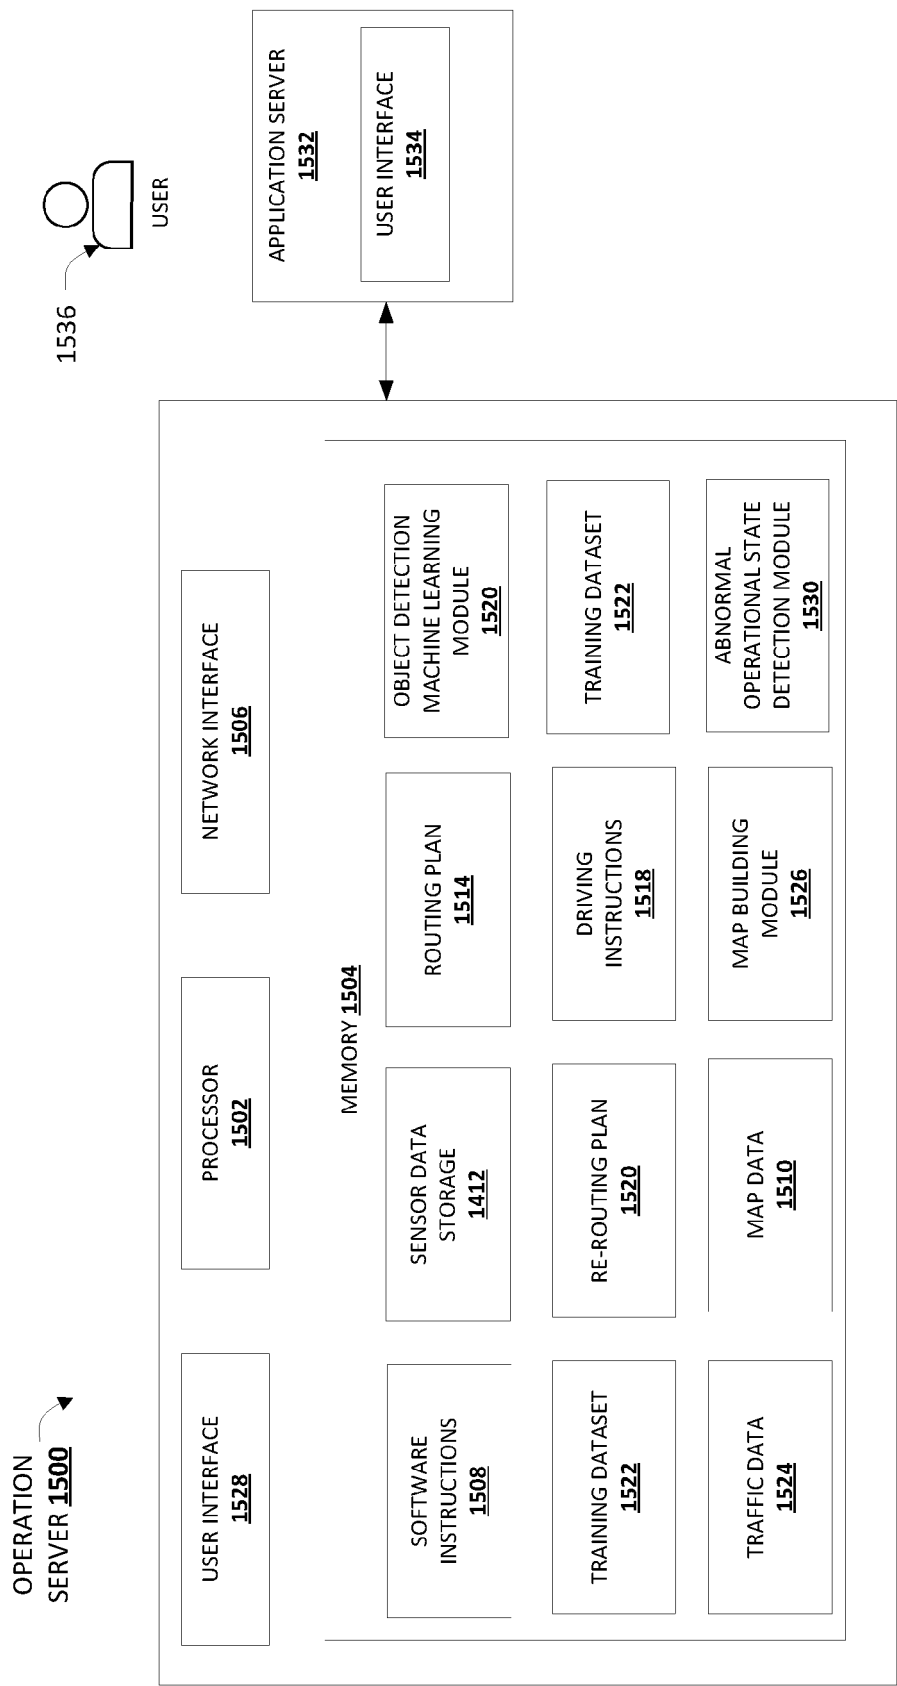 OPERATION
SERVER 1500
USER INTERFACE
1528
PROCESSOR
1502
NETWORK INTERFACE
1506
MEMORY 1504
SOFTWARE
INSTRUCTIONS
1508
SENSOR DATA
STORAGE
1412
ROUTING PLAN
1514
OBJECT DETECTION
MACHINE LEARNING
MODULE
1520
TRAINING DATASET
1522
RE-ROUTING PLAN
1520
DRIVING
INSTRUCTIONS
1518
TRAINING DATASET
1522
TRAFFIC DATA
1524
MAP DATA
1510
MAP BUILDING
MODULE
1526
ABNORMAL
OPERATIONAL STATE
DETECTION MODULE
1530
1536
USER
APPLICATION SERVER
1532
USER INTERFACE
1534